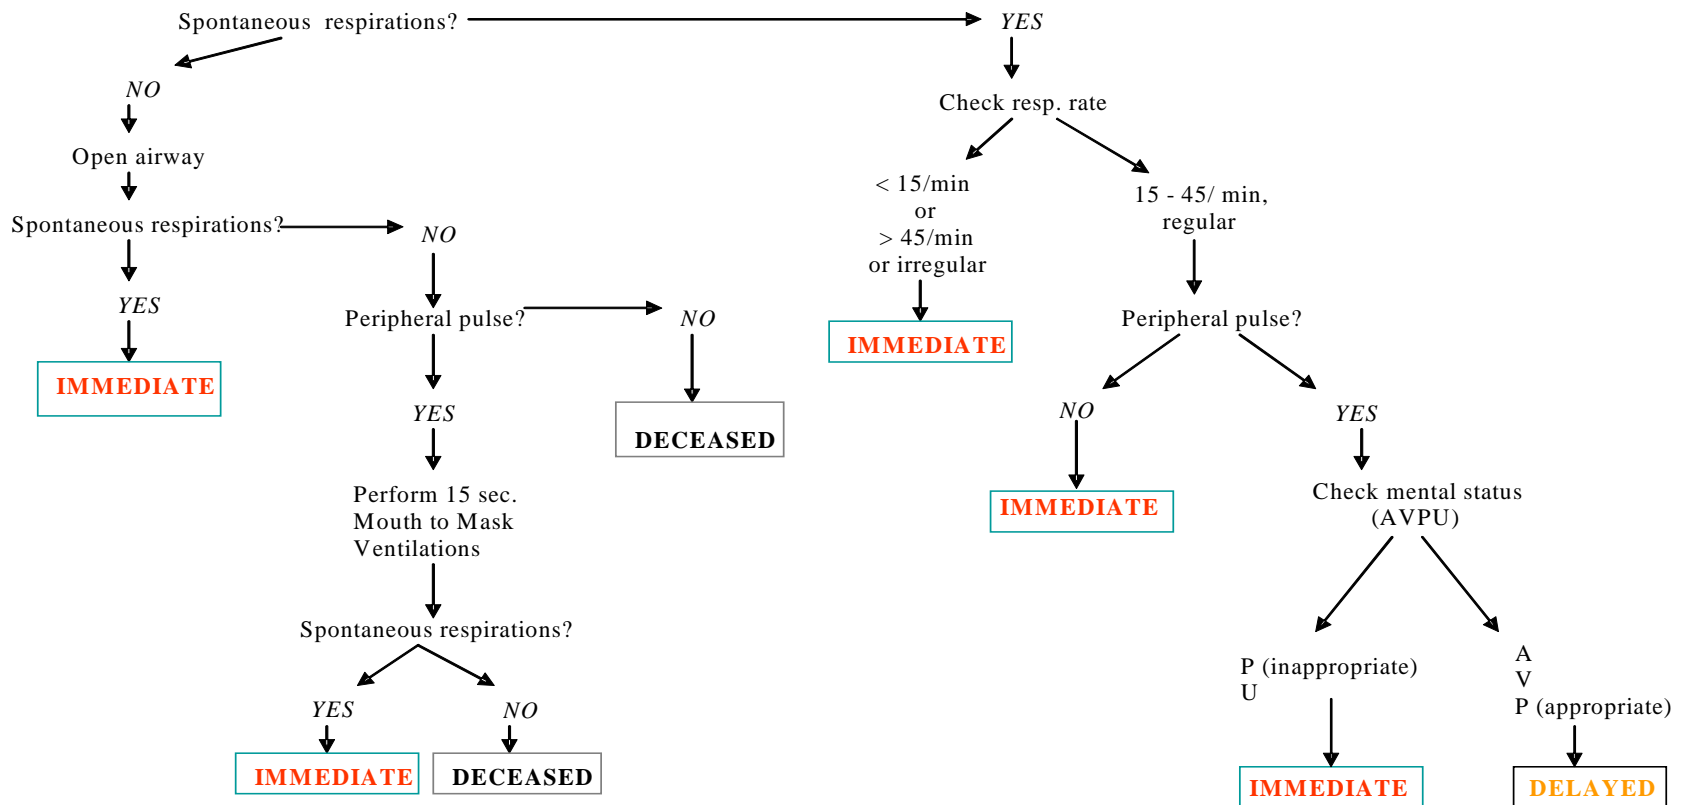 Spontaneous respirations?
YES
NO
Check resp. rate
Open airway
< 15/min
or
> 45/min
or irregular
15 - 45/ min,
regular
Spontaneous respirations?
NO
YES
Peripheral pulse?
NO
Peripheral pulse?
IMMEDIATE
IMMEDIATE
YES
DECEASED
NO
YES
Perform 15 sec.
Mouth to Mask
Ventilations
IMMEDIATE
Check mental status
(AVPU)
Spontaneous respirations?
P (inappropriate)
U
A
V
P (appropriate)
YES
NO
IMMEDIATE
DECEASED
IMMEDIATE
DELAYED